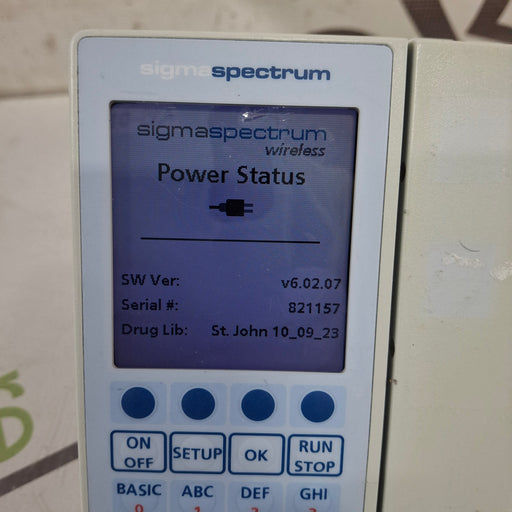 sigmaspectrum
sigmaspectrum
wireless
Power Status
SW Ver: v6.02.07
Serial #: 821157
Drug Lib: St. John 10_09_23
ON OFF SETUP OK RUN STOP
BASIC ABC DEF GHI